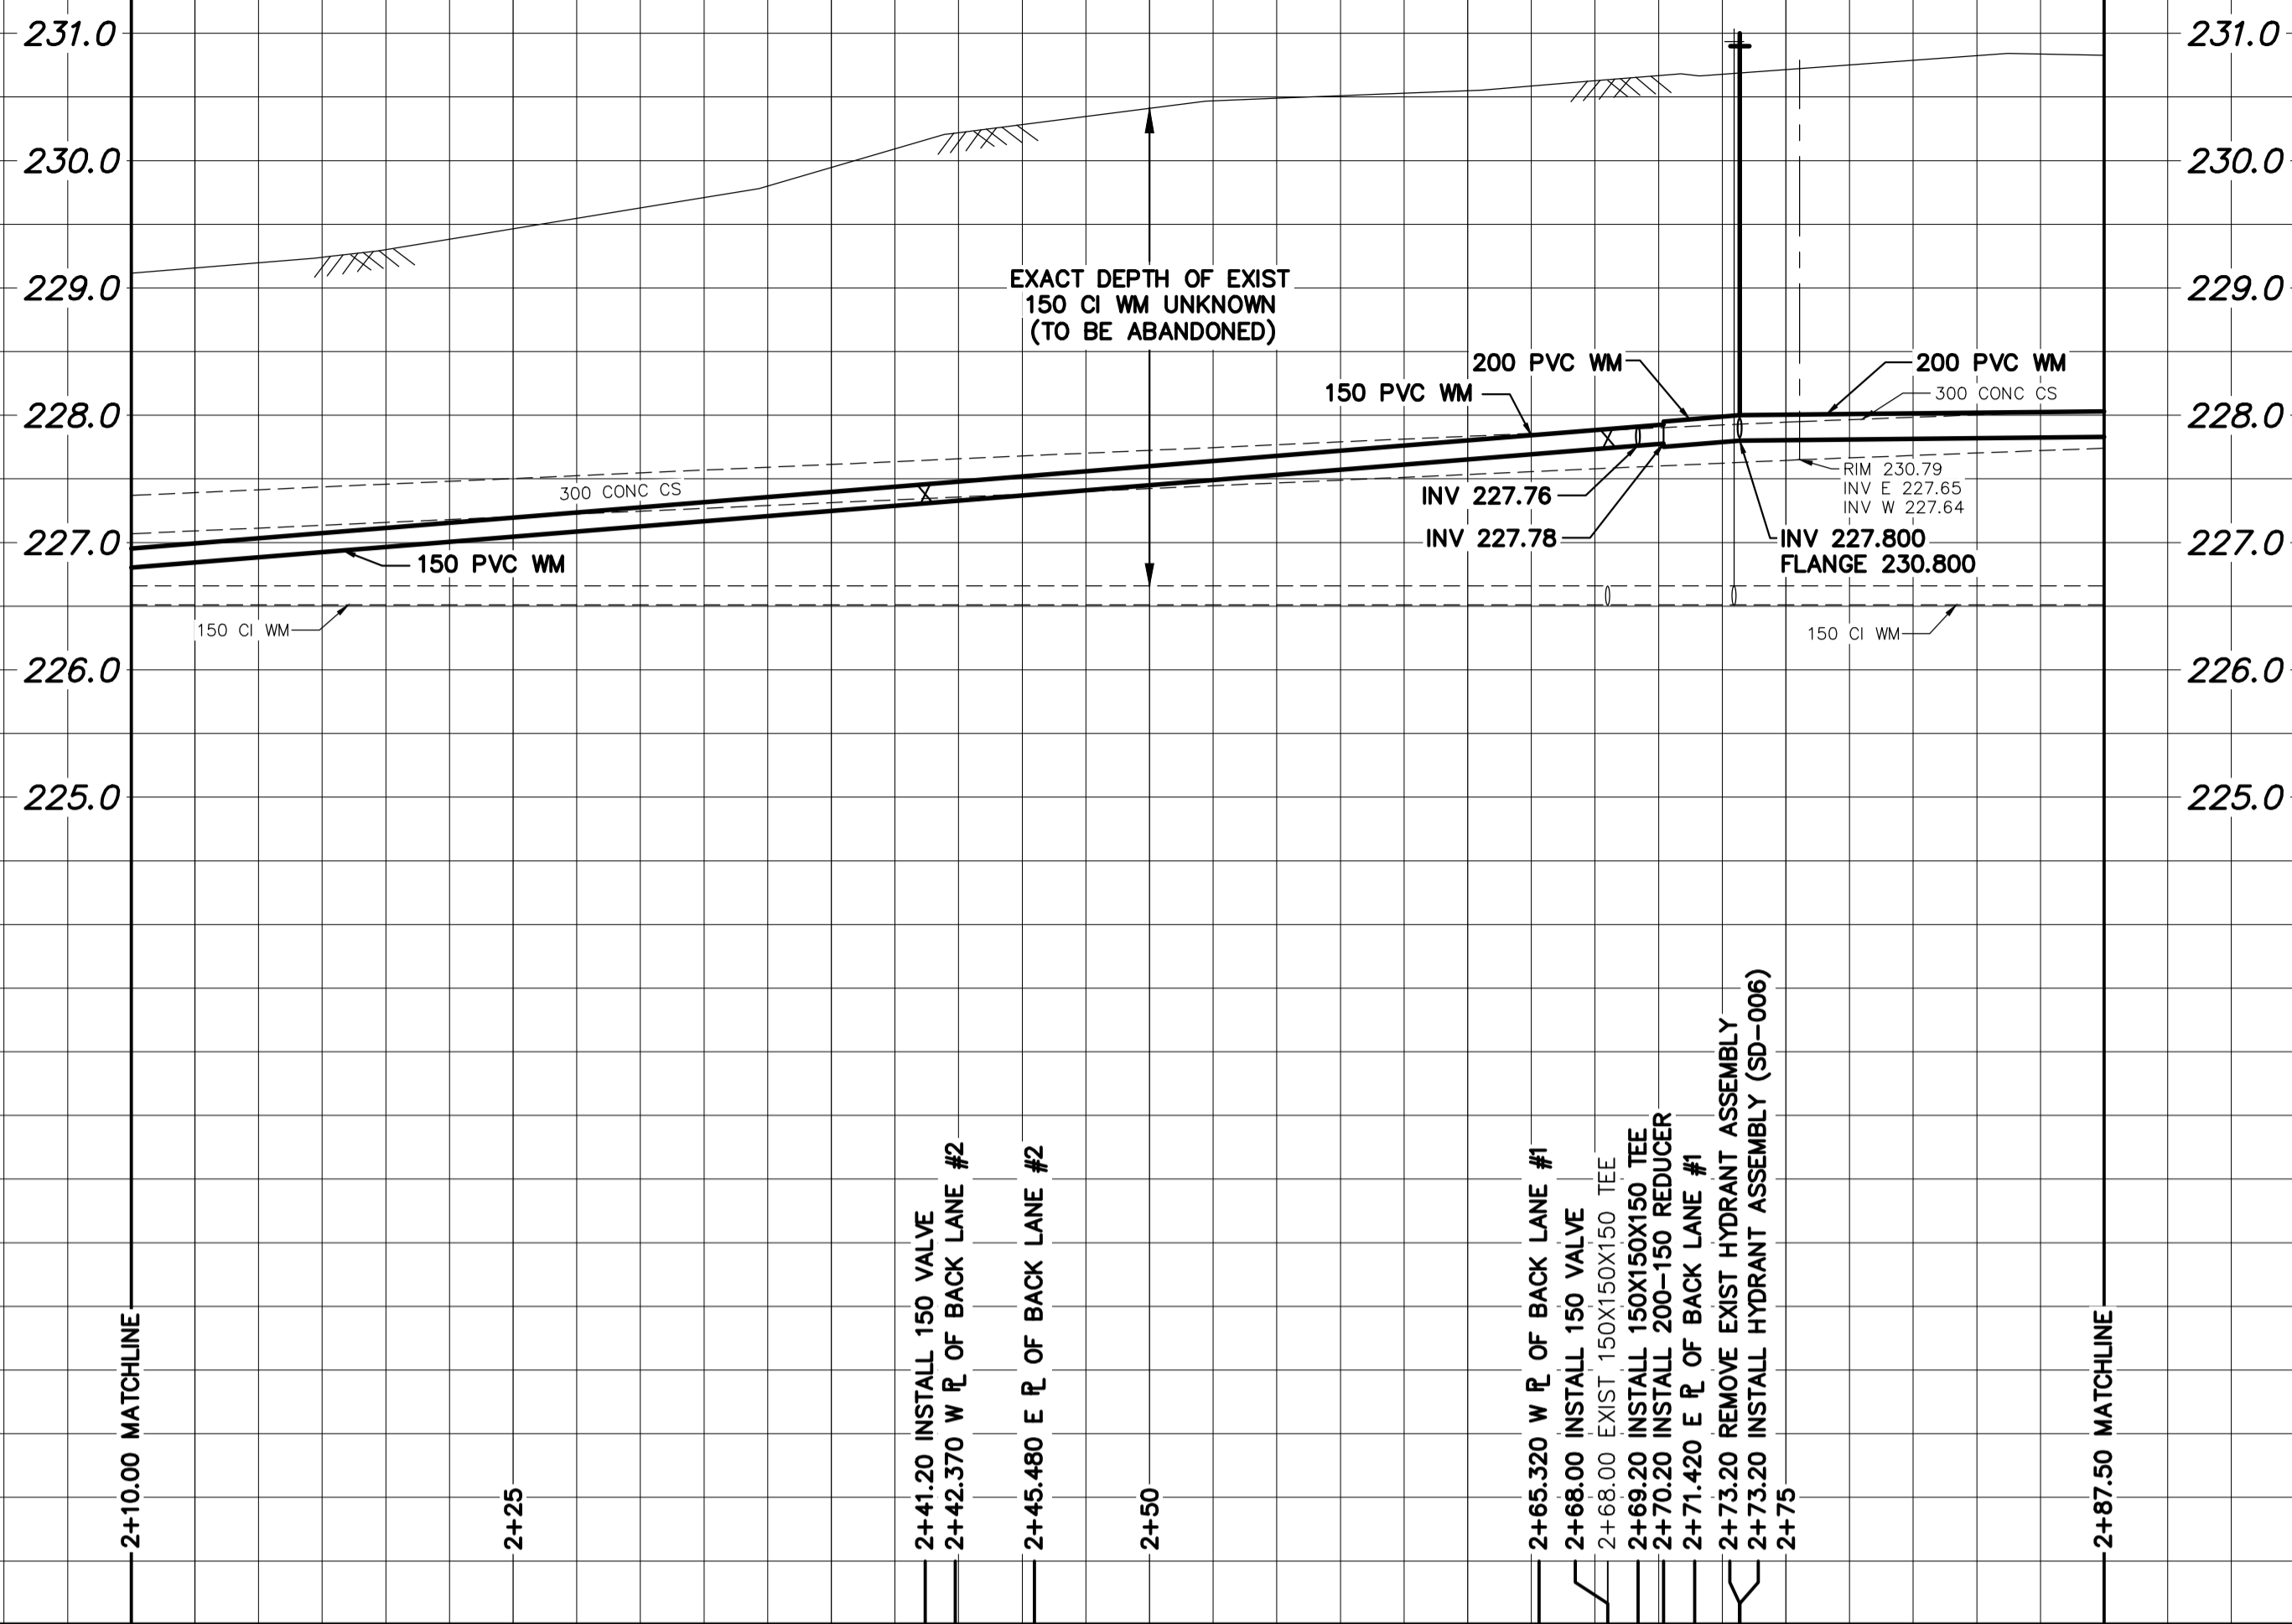 231.0
231.0
230.0
230.0
EXACT DEPTH OF EXIST
150 CI WM UNKNOWN
(TO BE ABANDONED)
229.0
229.0
200 PVC WM
200 PVC WM
150 PVC WM
300 CONC CS
228.0
228.0
RIM 230.79
INV E 227.65
INV W 227.64
300 CONC CS
INV 227.76
INV 227.78
INV 227.800
FLANGE 230.800
227.0
227.0
150 PVC WM
150 CI WM
150 CI WM
226.0
226.0
225.0
225.0
2+10.00 MATCHLINE
2+25
2+41.20 INSTALL 150 VALVE
2+42.370 W PL OF BACK LANE #2
2+45.480 E PL OF BACK LANE #2
2+50
2+65.320 W PL OF BACK LANE #1
2+68.00 INSTALL 150 VALVE
2+68.00 EXIST 150X150X150 TEE
2+69.20 INSTALL 150X150X150 TEE
2+70.20 INSTALL 200-150 REDUCER
2+71.420 E PL OF BACK LANE #1
2+73.20 REMOVE EXIST HYDRANT ASSEMBLY
2+73.20 INSTALL HYDRANT ASSEMBLY (SD-006)
2+75
2+87.50 MATCHLINE